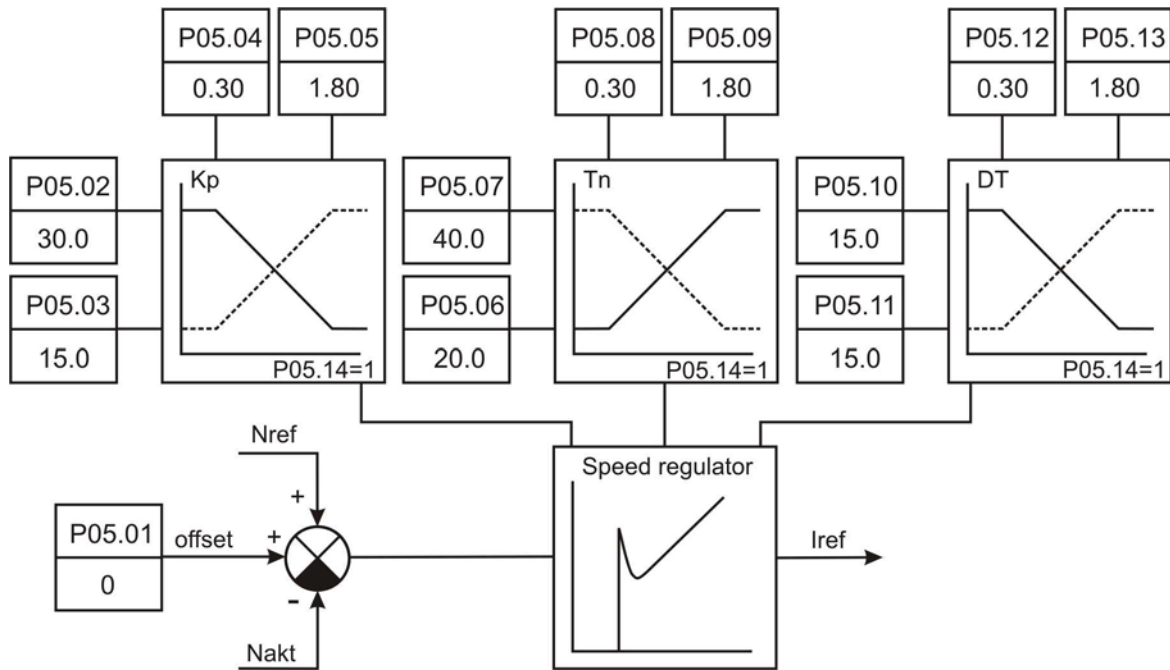 P05.04
P05.05
P05.08
P05.09
P05.12
P05.13
0.30
1.80
0.30
1.80
0.30
1.80
P05.02
30.0
P05.03
15.0
Kp
P05.14=1
P05.07
40.0
P05.06
20.0
Tn
P05.14=1
P05.10
15.0
P05.11
15.0
DT
P05.14=1
Nref
+
P05.01
0
offset
+
-
Nakt
Speed regulator
Iref